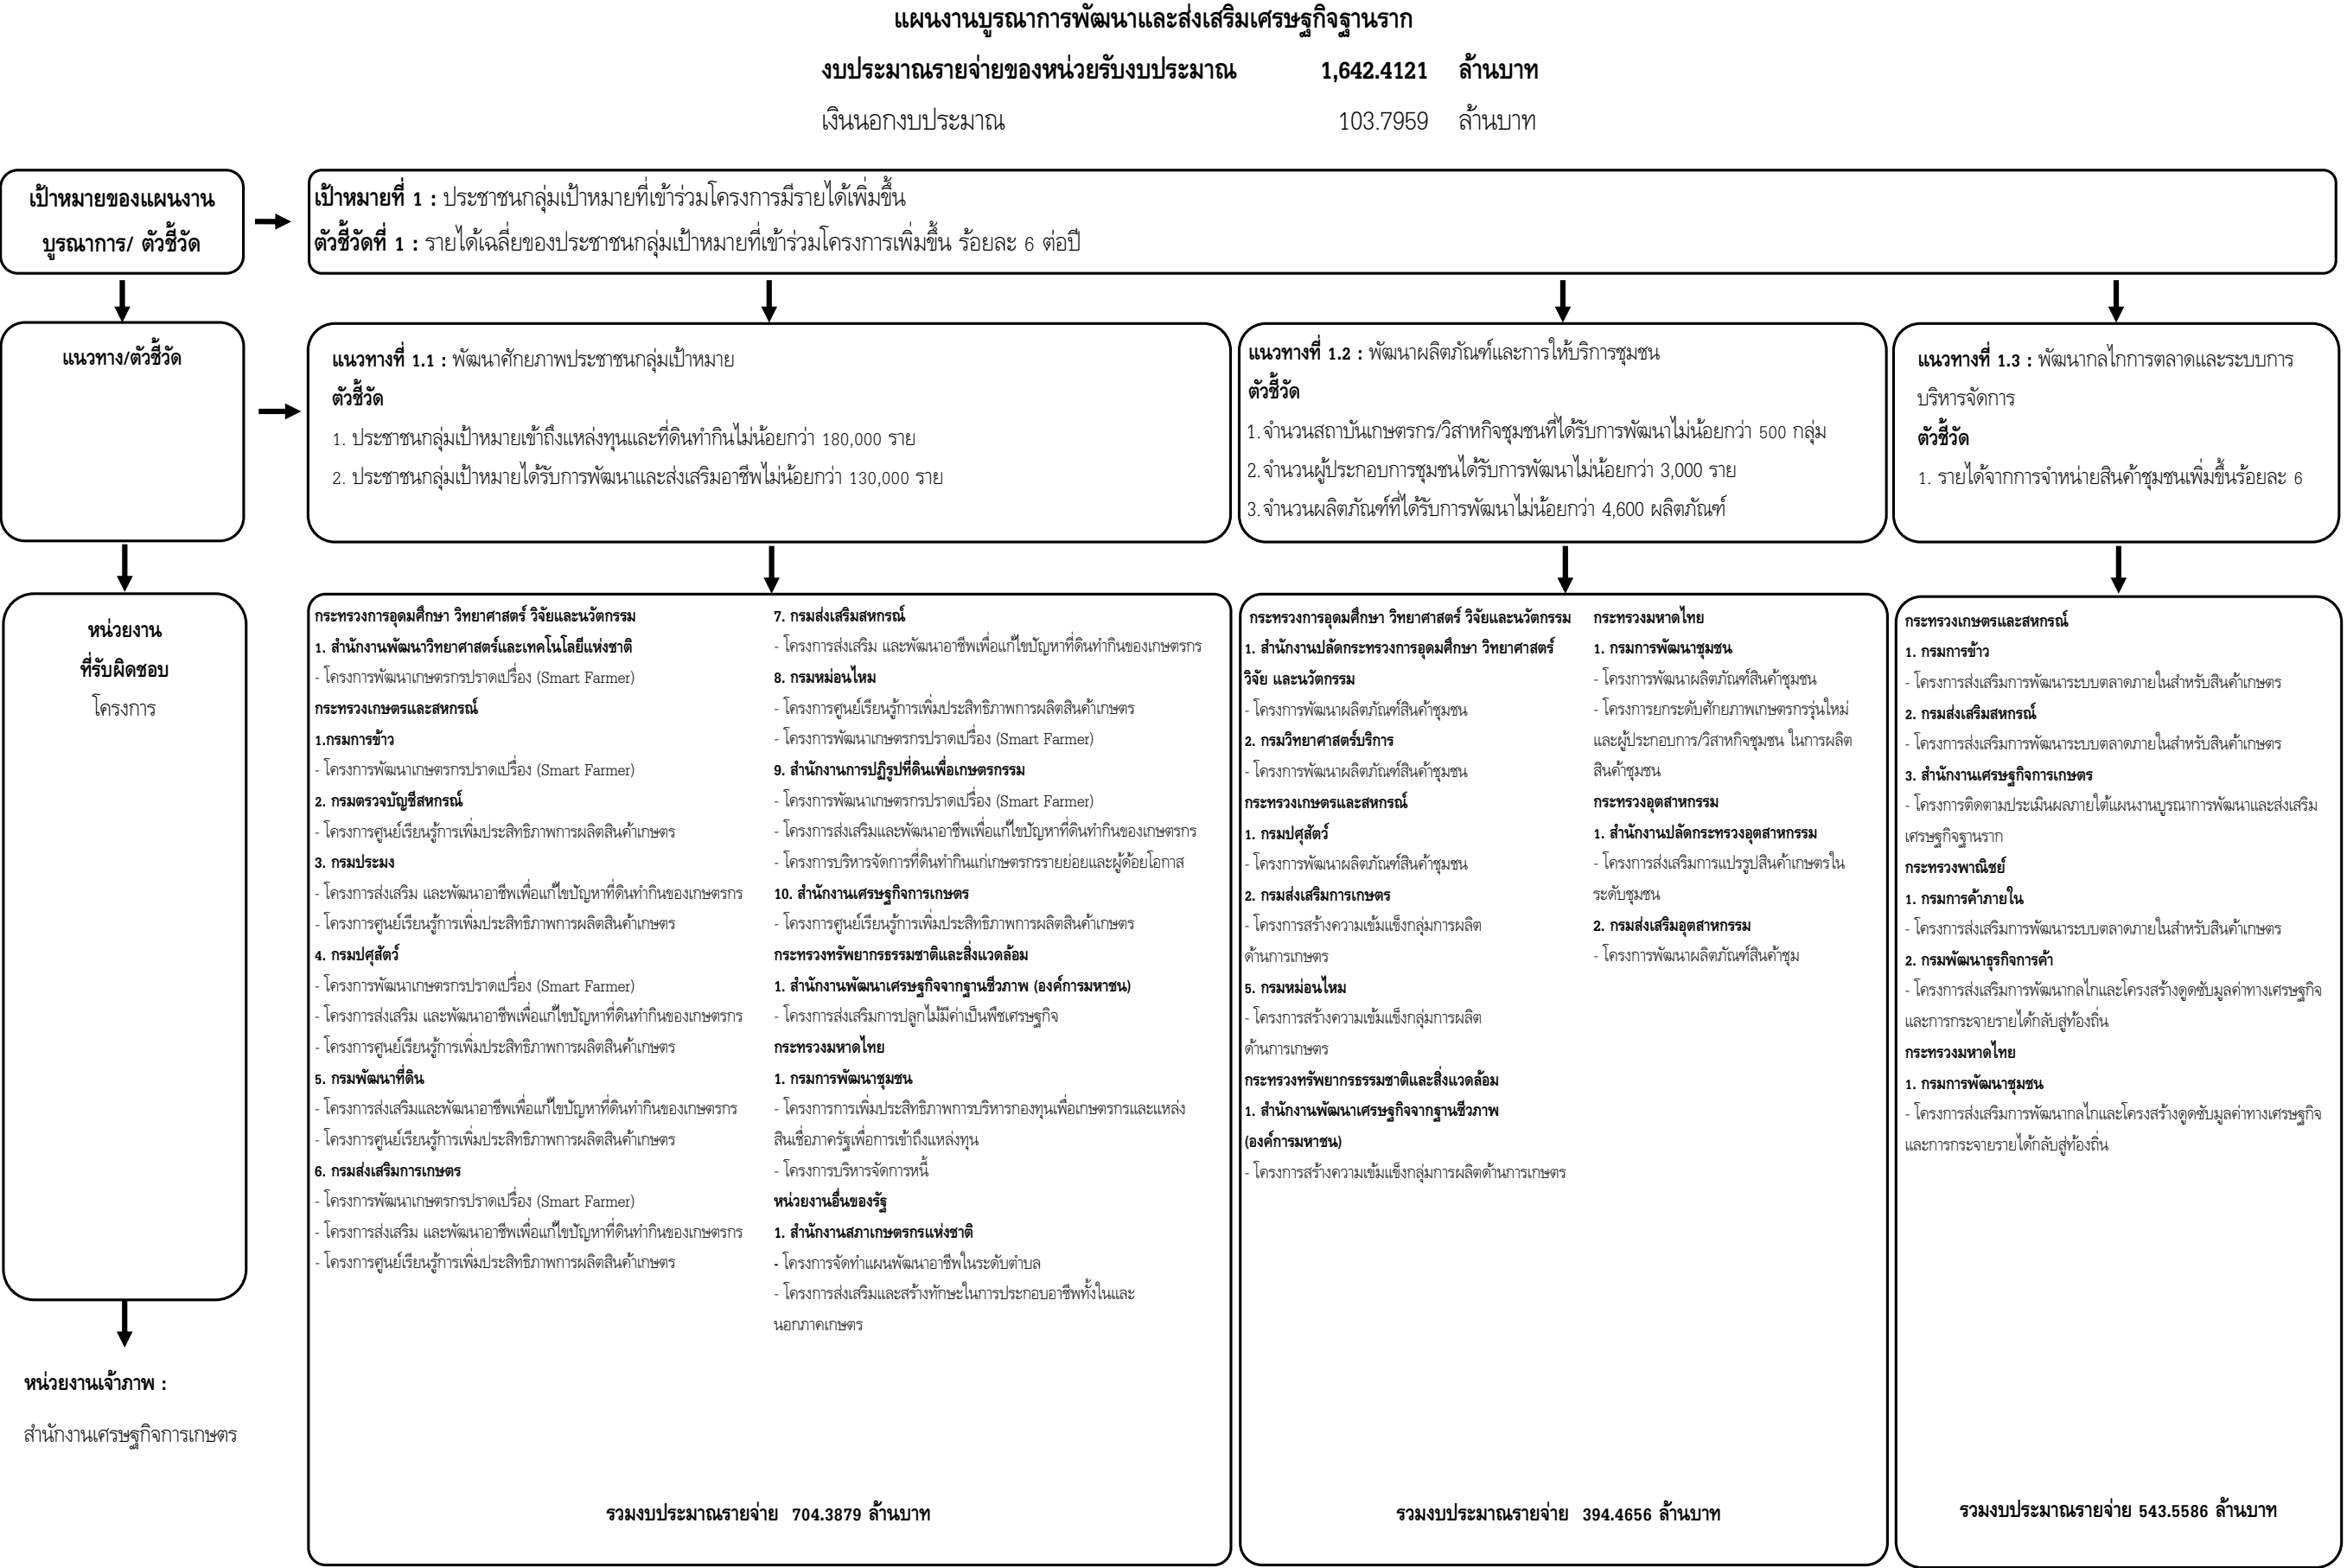 แผนงานบูรณาการพัฒนาและส่งเสริมเศรษฐกิจฐานราก
งบประมาณรายจ่ายของหน่วยรับงบประมาณ 1,642.4121 ล้านบาท
เงินนอกงบประมาณ 103.7959 ล้านบาท
เป้าหมายของแผนงาน
บูรณาการ/ ตัวชี้วัด
เป้าหมายที่ 1 : ประชาชนกลุ่มเป้าหมายที่เข้าร่วมโครงการมีรายได้เพิ่มขึ้น
ตัวชี้วัดที่ 1 : รายได้เฉลี่ยของประชาชนกลุ่มเป้าหมายที่เข้าร่วมโครงการเพิ่มขึ้น ร้อยละ 6 ต่อปี
แนวทาง/ตัวชี้วัด
แนวทางที่ 1.1 : พัฒนาศักยภาพประชาชนกลุ่มเป้าหมาย
ตัวชี้วัด
1. ประชาชนกลุ่มเป้าหมายเข้าถึงแหล่งทุนและที่ดินทำกินไม่น้อยกว่า 180,000 ราย
2. ประชาชนกลุ่มเป้าหมายได้รับการพัฒนาและส่งเสริมอาชีพไม่น้อยกว่า 130,000 ราย
แนวทางที่ 1.2 : พัฒนาผลิตภัณฑ์และการให้บริการชุมชน
ตัวชี้วัด
1. จำนวนสถาบันเกษตรกร/วิสาหกิจชุมชนที่ได้รับการพัฒนาไม่น้อยกว่า 500 กลุ่ม
2. จำนวนผู้ประกอบการชุมชนได้รับการพัฒนาไม่น้อยกว่า 3,000 ราย
3. จำนวนผลิตภัณฑ์ที่ได้รับการพัฒนาไม่น้อยกว่า 4,600 ผลิตภัณฑ์
แนวทางที่ 1.3 : พัฒนากลไกการตลาดและระบบการ
บริหารจัดการ
ตัวชี้วัด
1. รายได้จากการจำหน่ายสินค้าชุมชนเพิ่มขึ้นร้อยละ 6
หน่วยงาน
ที่รับผิดชอบ
โครงการ
กระทรวงการอุดมศึกษา วิทยาศาสตร์ วิจัยและนวัตกรรม
1. สำนักงานพัฒนาวิทยาศาสตร์และเทคโนโลยีแห่งชาติ
- โครงการพัฒนาเกษตรกรปราดเปรื่อง (Smart Farmer)
กระทรวงเกษตรและสหกรณ์
1.กรมการข้าว
- โครงการพัฒนาเกษตรกรปราดเปรื่อง (Smart Farmer)
2. กรมตรวจบัญชีสหกรณ์
- โครงการศูนย์เรียนรู้การเพิ่มประสิทธิภาพการผลิตสินค้าเกษตร
3. กรมประมง
- โครงการส่งเสริม และพัฒนาอาชีพเพื่อแก้ไขปัญหาที่ดินทำกินของเกษตรกร
- โครงการศูนย์เรียนรู้การเพิ่มประสิทธิภาพการผลิตสินค้าเกษตร
4. กรมปศุสัตว์
- โครงการพัฒนาเกษตรกรปราดเปรื่อง (Smart Farmer)
- โครงการส่งเสริม และพัฒนาอาชีพเพื่อแก้ไขปัญหาที่ดินทำกินของเกษตรกร
- โครงการศูนย์เรียนรู้การเพิ่มประสิทธิภาพการผลิตสินค้าเกษตร
5. กรมพัฒนาที่ดิน
- โครงการส่งเสริมและพัฒนาอาชีพเพื่อแก้ไขปัญหาที่ดินทำกินของเกษตรกร
- โครงการศูนย์เรียนรู้การเพิ่มประสิทธิภาพการผลิตสินค้าเกษตร
6. กรมส่งเสริมการเกษตร
- โครงการพัฒนาเกษตรกรปราดเปรื่อง (Smart Farmer)
- โครงการส่งเสริม และพัฒนาอาชีพเพื่อแก้ไขปัญหาที่ดินทำกินของเกษตรกร
- โครงการศูนย์เรียนรู้การเพิ่มประสิทธิภาพการผลิตสินค้าเกษตร
7. กรมส่งเสริมสหกรณ์
- โครงการส่งเสริม และพัฒนาอาชีพเพื่อแก้ไขปัญหาที่ดินทำกินของเกษตรกร
8. กรมหม่อนไหม
- โครงการศูนย์เรียนรู้การเพิ่มประสิทธิภาพการผลิตสินค้าเกษตร
- โครงการพัฒนาเกษตรกรปราดเปรื่อง (Smart Farmer)
9. สำนักงานการปฏิรูปที่ดินเพื่อเกษตรกรรม
- โครงการพัฒนาเกษตรกรปราดเปรื่อง (Smart Farmer)
- โครงการส่งเสริมและพัฒนาอาชีพเพื่อแก้ไขปัญหาที่ดินทำกินของเกษตรกร
- โครงการบริหารจัดการที่ดินทำกินแก่เกษตรกรรายย่อยและผู้ด้อยโอกาส
10. สำนักงานเศรษฐกิจการเกษตร
- โครงการศูนย์เรียนรู้การเพิ่มประสิทธิภาพการผลิตสินค้าเกษตร
กระทรวงทรัพยากรธรรมชาติและสิ่งแวดล้อม
1. สำนักงานพัฒนาเศรษฐกิจจากฐานชีวภาพ (องค์การมหาชน)
- โครงการส่งเสริมการปลูกไม้มีค่าเป็นพืชเศรษฐกิจ
กระทรวงมหาดไทย
1. กรมการพัฒนาชุมชน
- โครงการการเพิ่มประสิทธิภาพการบริหารกองทุนเพื่อเกษตรกรและแหล่ง
สินเชื่อภาครัฐเพื่อการเข้าถึงแหล่งทุน
- โครงการบริหารจัดการหนี้
หน่วยงานอื่นของรัฐ
1. สำนักงานสภาเกษตรกรแห่งชาติ
- โครงการจัดทำแผนพัฒนาอาชีพในระดับตำบล
- โครงการส่งเสริมและสร้างทักษะในการประกอบอาชีพทั้งในและ
นอกภาคเกษตร
รวมงบประมาณรายจ่าย 704.3879 ล้านบาท
กระทรวงการอุดมศึกษา วิทยาศาสตร์ วิจัยและนวัตกรรม
1. สำนักงานปลัดกระทรวงการอุดมศึกษา วิทยาศาสตร์
วิจัย และนวัตกรรม
- โครงการพัฒนาผลิตภัณฑ์สินค้าชุมชน
2. กรมวิทยาศาสตร์บริการ
- โครงการพัฒนาผลิตภัณฑ์สินค้าชุมชน
กระทรวงเกษตรและสหกรณ์
1. กรมปศุสัตว์
- โครงการพัฒนาผลิตภัณฑ์สินค้าชุมชน
2. กรมส่งเสริมการเกษตร
- โครงการสร้างความเข้มแข็งกลุ่มการผลิต
ด้านการเกษตร
5. กรมหม่อนไหม
- โครงการสร้างความเข้มแข็งกลุ่มการผลิต
ด้านการเกษตร
กระทรวงทรัพยากรธรรมชาติและสิ่งแวดล้อม
1. สำนักงานพัฒนาเศรษฐกิจจากฐานชีวภาพ
(องค์การมหาชน)
- โครงการสร้างความเข้มแข็งกลุ่มการผลิตด้านการเกษตร
กระทรวงมหาดไทย
1. กรมการพัฒนาชุมชน
- โครงการพัฒนาผลิตภัณฑ์สินค้าชุมชน
- โครงการยกระดับศักยภาพเกษตรกรรุ่นใหม่
และผู้ประกอบการ/วิสาหกิจชุมชน ในการผลิต
สินค้าชุมชน
กระทรวงอุตสาหกรรม
1. สำนักงานปลัดกระทรวงอุตสาหกรรม
- โครงการส่งเสริมการแปรรูปสินค้าเกษตรใน
ระดับชุมชน
2. กรมส่งเสริมอุตสาหกรรม
- โครงการพัฒนาผลิตภัณฑ์สินค้าชุม
รวมงบประมาณรายจ่าย 394.4656 ล้านบาท
กระทรวงเกษตรและสหกรณ์
1. กรมการข้าว
- โครงการส่งเสริมการพัฒนาระบบตลาดภายในสำหรับสินค้าเกษตร
2. กรมส่งเสริมสหกรณ์
- โครงการส่งเสริมการพัฒนาระบบตลาดภายในสำหรับสินค้าเกษตร
3. สำนักงานเศรษฐกิจการเกษตร
- โครงการติดตามประเมินผลภายใต้แผนงานบูรณาการพัฒนาและส่งเสริม
เศรษฐกิจฐานราก
กระทรวงพาณิชย์
1. กรมการค้าภายใน
- โครงการส่งเสริมการพัฒนาระบบตลาดภายในสำหรับสินค้าเกษตร
2. กรมพัฒนาธุรกิจการค้า
- โครงการส่งเสริมการพัฒนากลไกและโครงสร้างดูดซับมูลค่าทางเศรษฐกิจ
และการกระจายรายได้กลับสู่ท้องถิ่น
กระทรวงมหาดไทย
1. กรมการพัฒนาชุมชน
- โครงการส่งเสริมการพัฒนากลไกและโครงสร้างดูดซับมูลค่าทางเศรษฐกิจ
และการกระจายรายได้กลับสู่ท้องถิ่น
รวมงบประมาณรายจ่าย 543.5586 ล้านบาท
หน่วยงานเจ้าภาพ :
สำนักงานเศรษฐกิจการเกษตร